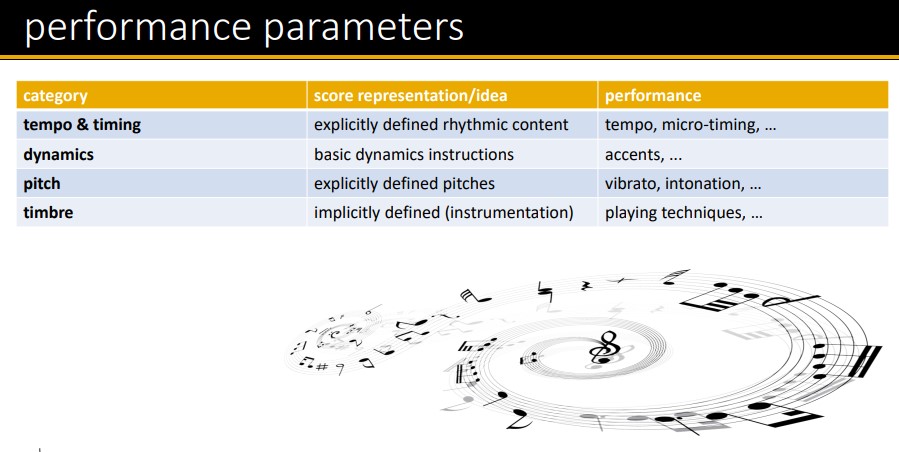 performance parameters
category score representation/idea performance
tempo & timing explicitly defined rhythmic content tempo, micro-timing, …
dynamics basic dynamics instructions accents, ...
pitch explicitly defined pitches vibrato, intonation, …
timbre implicitly defined (instrumentation) playing techniques, …